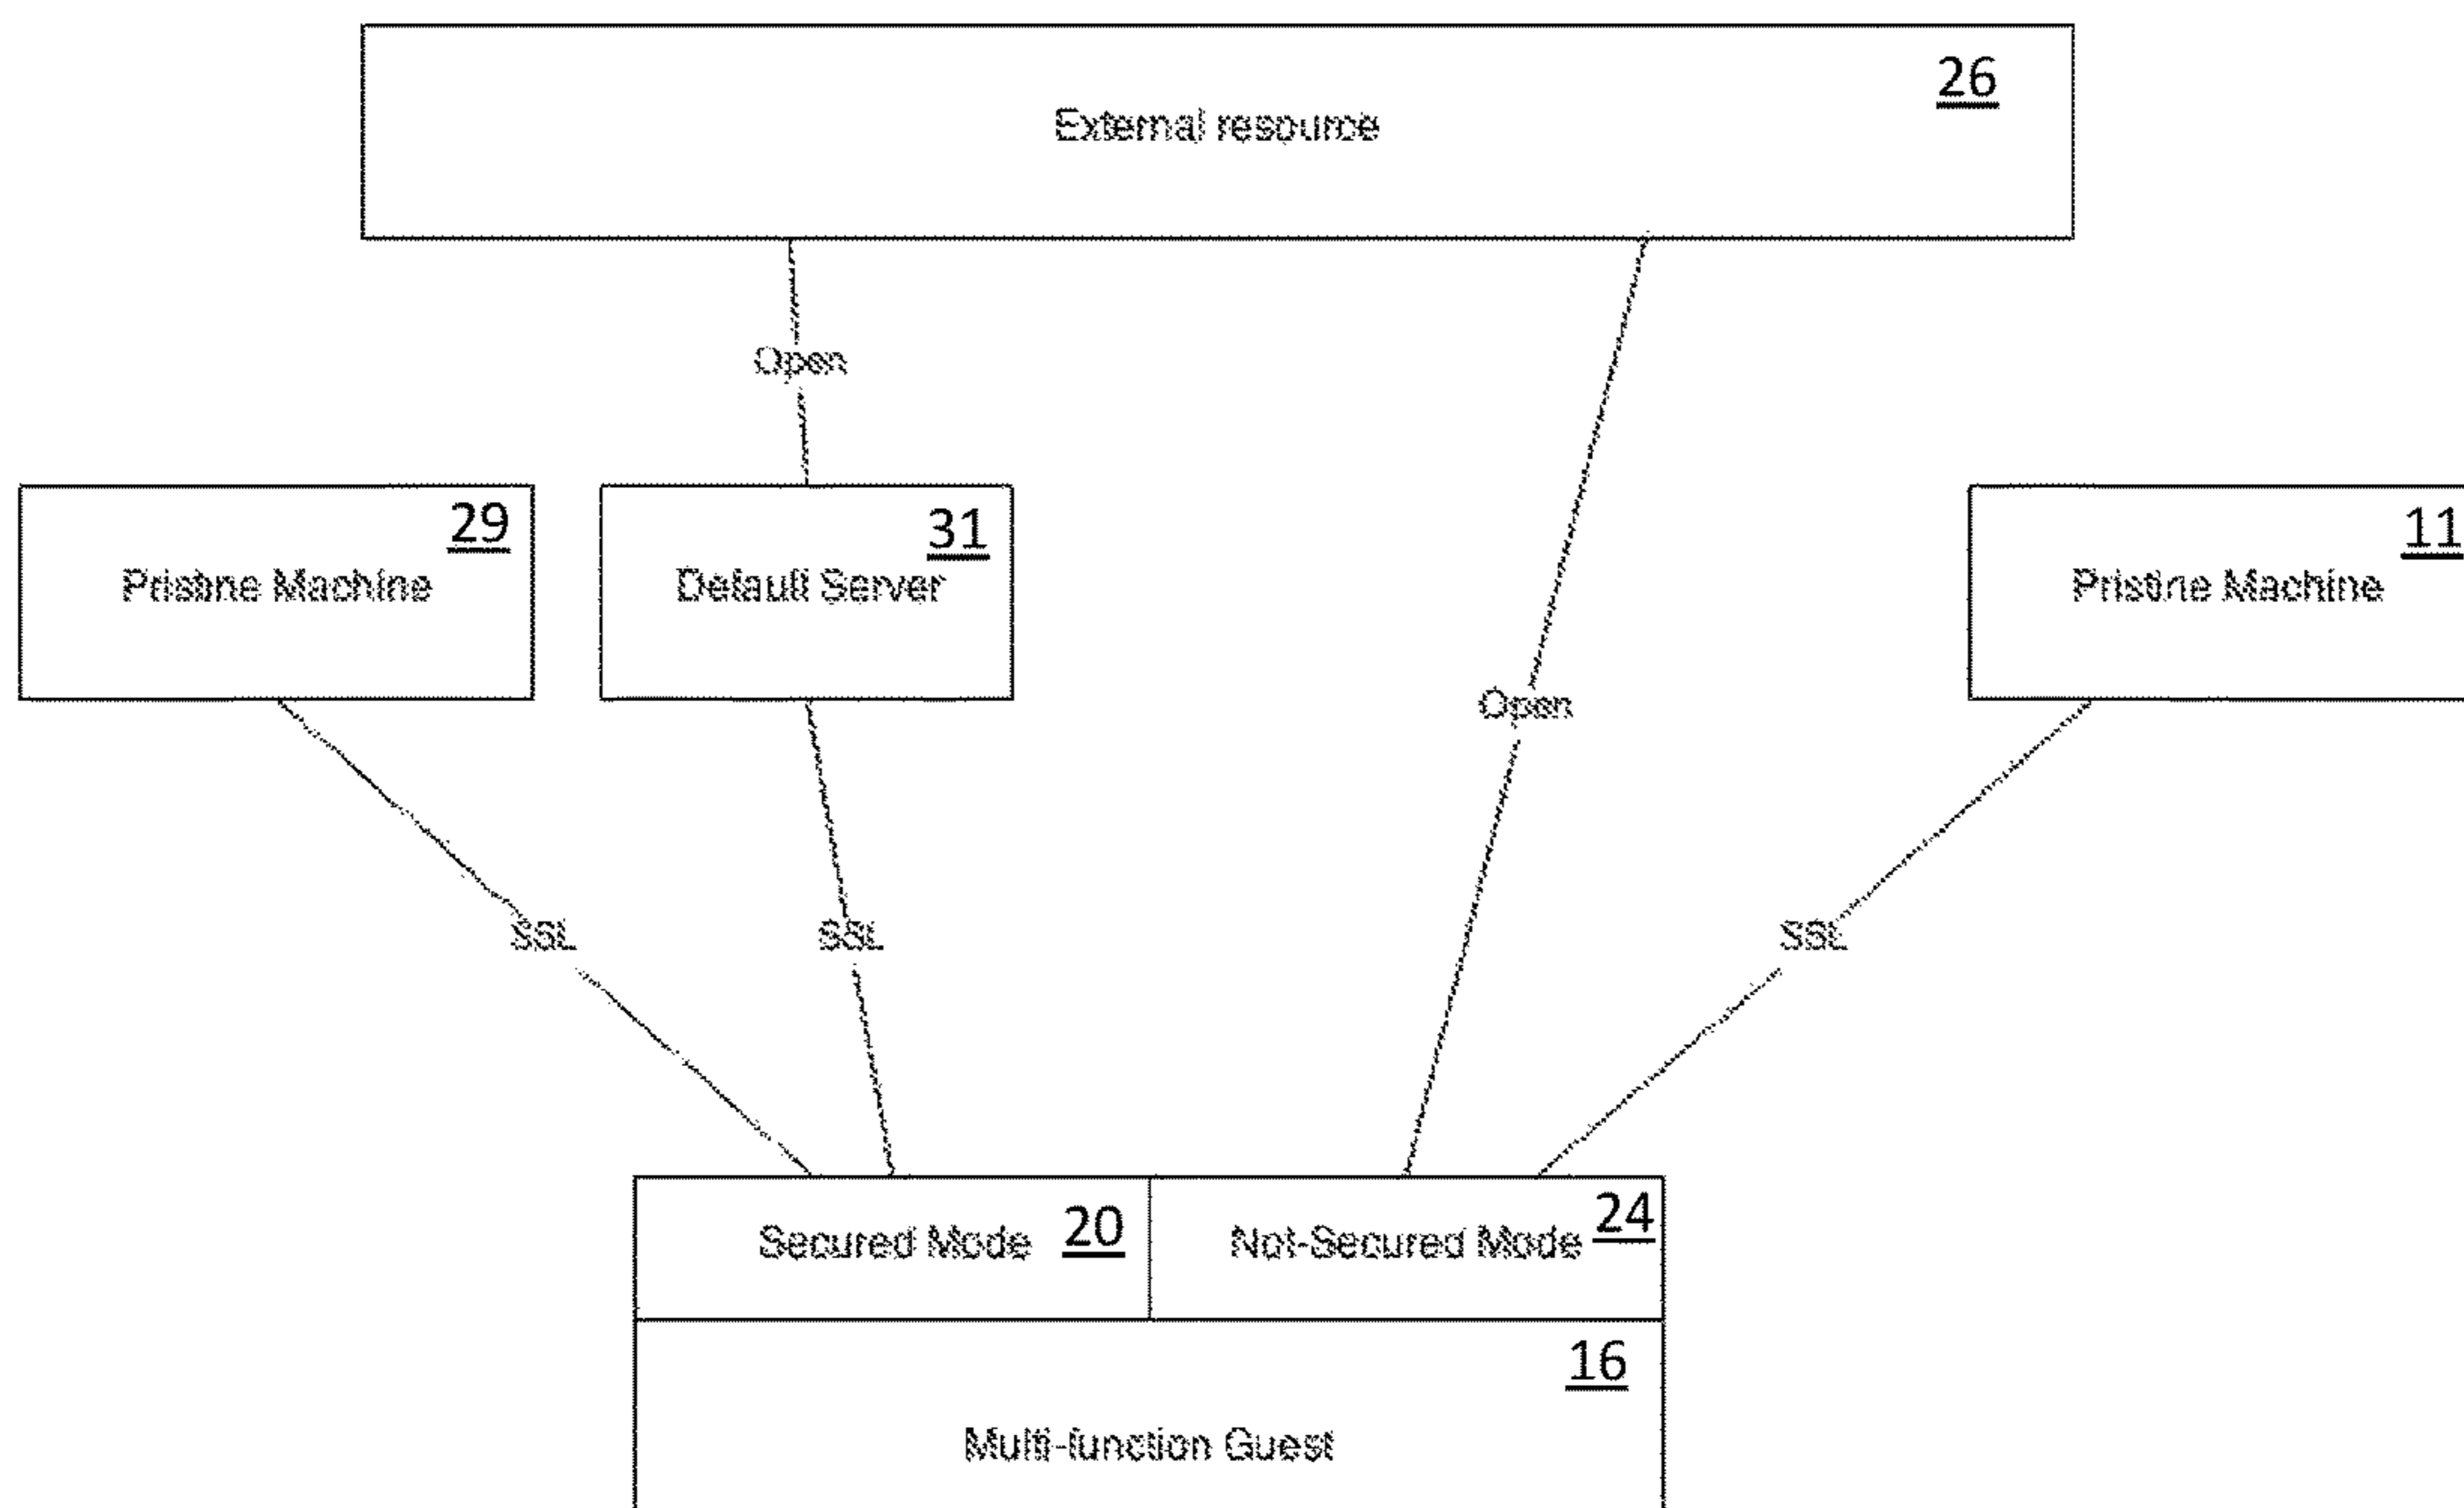 26
External resource
Open
29
31
11
Pristine Machine
Default Server
Pristine Machine
Open
SSL
SSL
SSL
Secured Mode 20
Not-Secured Mode 24
16
Multi-function Guest